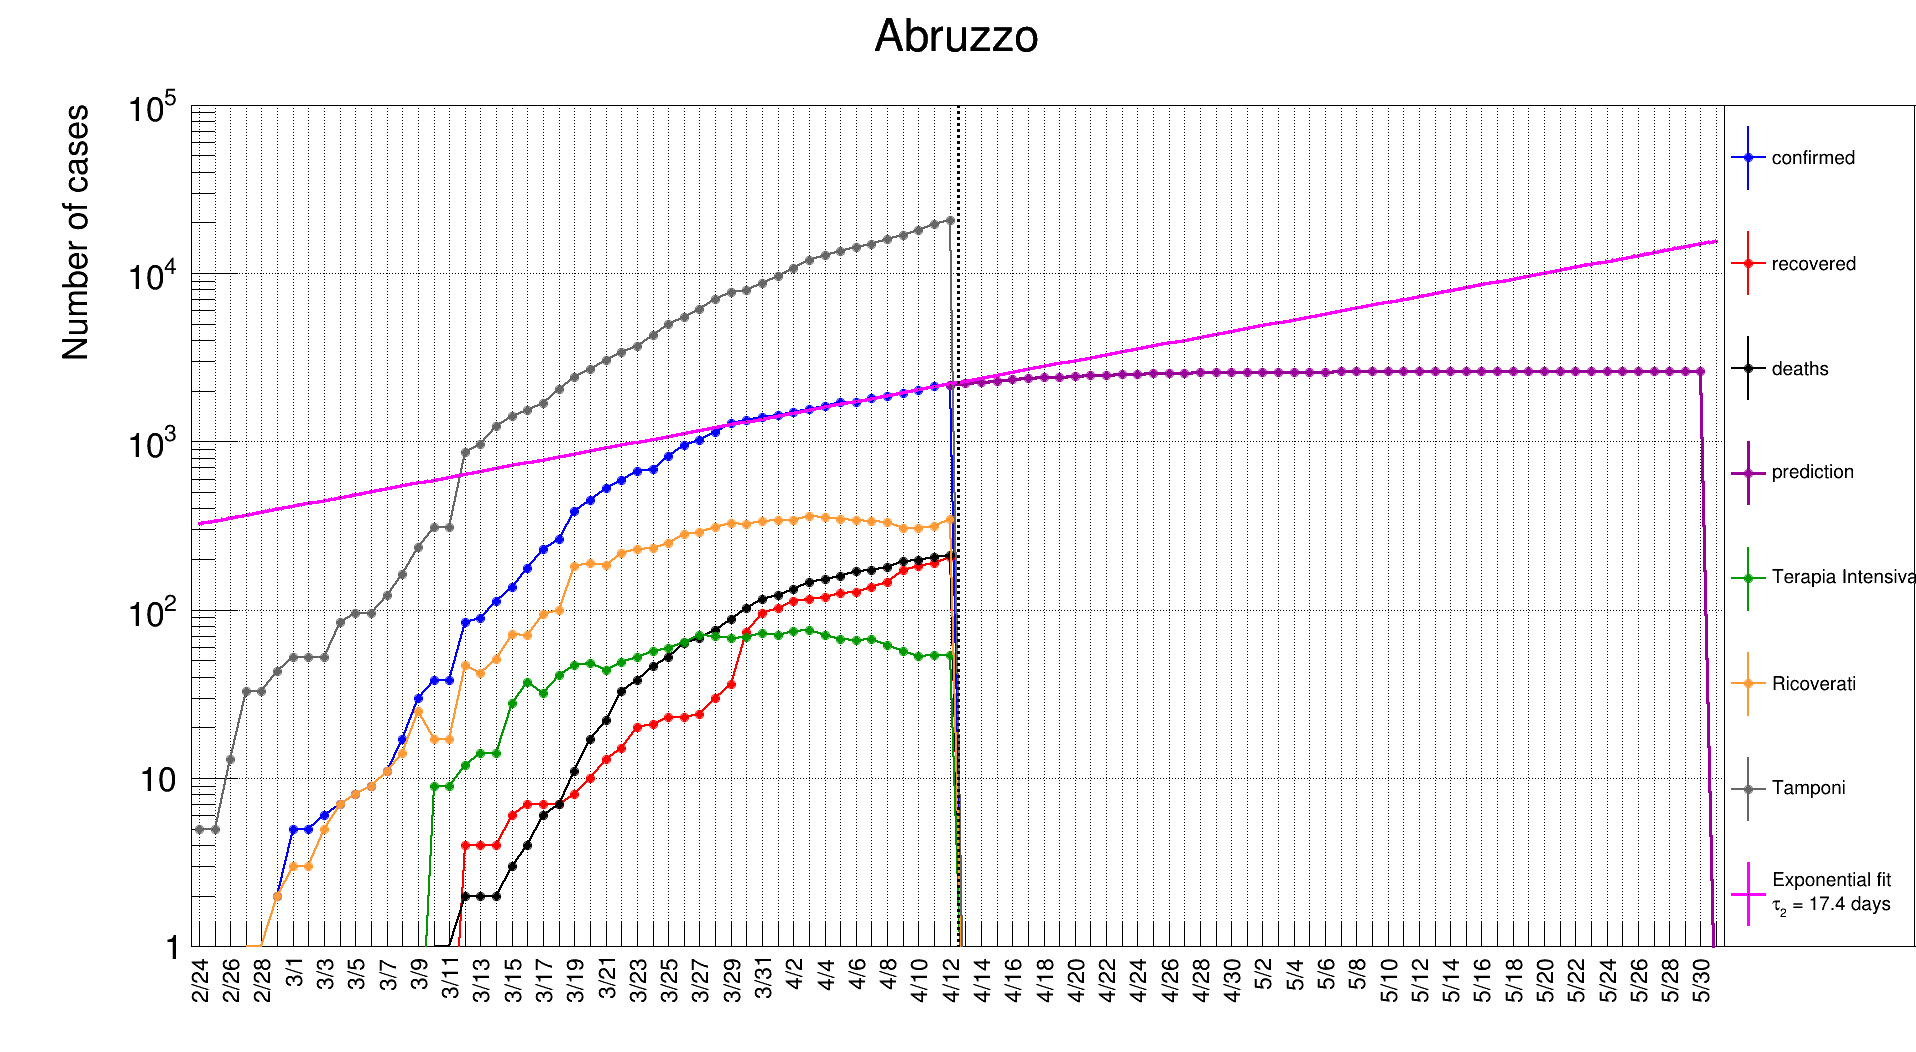 Abruzzo
Number of cases
10^5
10^4
10^3
10^2
10
1
2/24 2/26 2/28 3/1 3/3 3/5 3/7 3/9 3/11 3/13 3/15 3/17 3/19 3/21 3/23 3/25 3/27 3/29 3/31 4/2 4/4 4/6 4/8 4/10 4/12 4/14 4/16 4/18 4/20 4/22 4/24 4/26 4/28 4/30 5/2 5/4 5/6 5/8 5/10 5/12 5/14 5/16 5/18 5/20 5/22 5/24 5/26 5/28 5/30
confirmed
recovered
deaths
prediction
Terapia Intensiva
Ricoverati
Tamponi
Exponential fit
τ₂ = 17.4 days